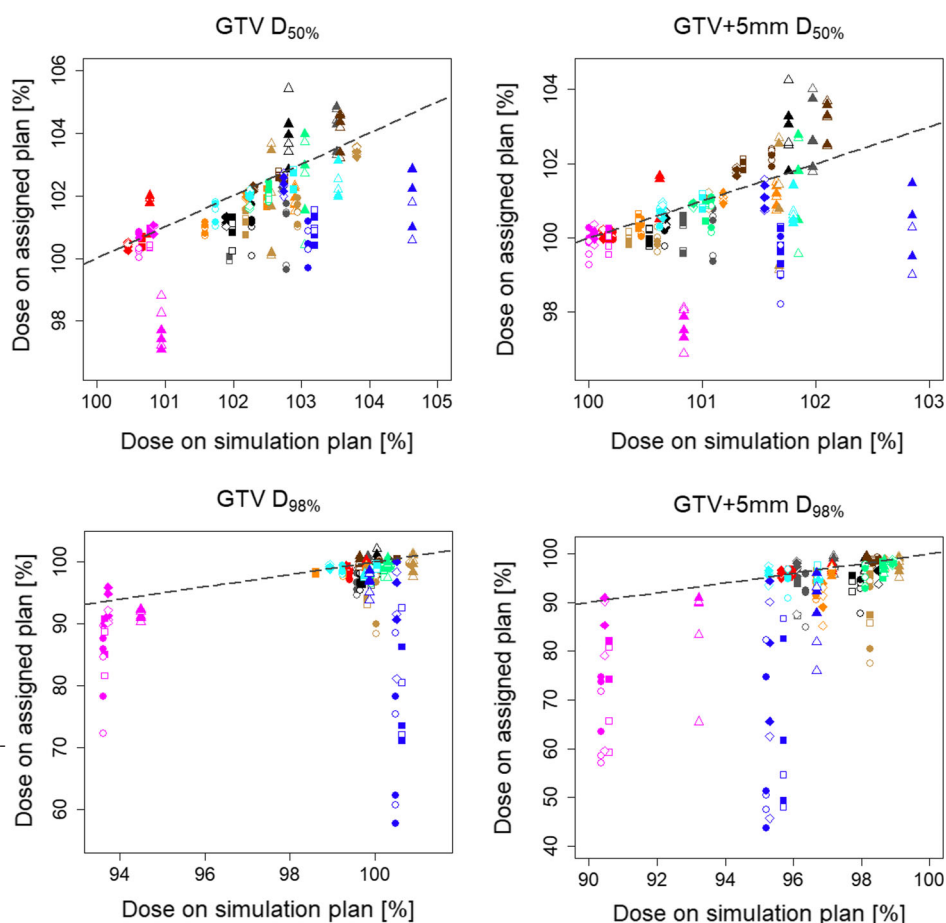 GTV D50%
GTV+5mm D50%
Dose on assigned plan [%]
106
104
102
100
98
100 101 102 103 104 105
Dose on simulation plan [%]
Dose on assigned plan [%]
104
102
100
98
100 101 102 103
Dose on simulation plan [%]
GTV D98%
GTV+5mm D98%
Dose on assigned plan [%]
100
90
80
70
60
94 96 98 100
Dose on simulation plan [%]
Dose on assigned plan [%]
100
90
80
70
60
50
40
90 92 94 96 98 100
Dose on simulation plan [%]